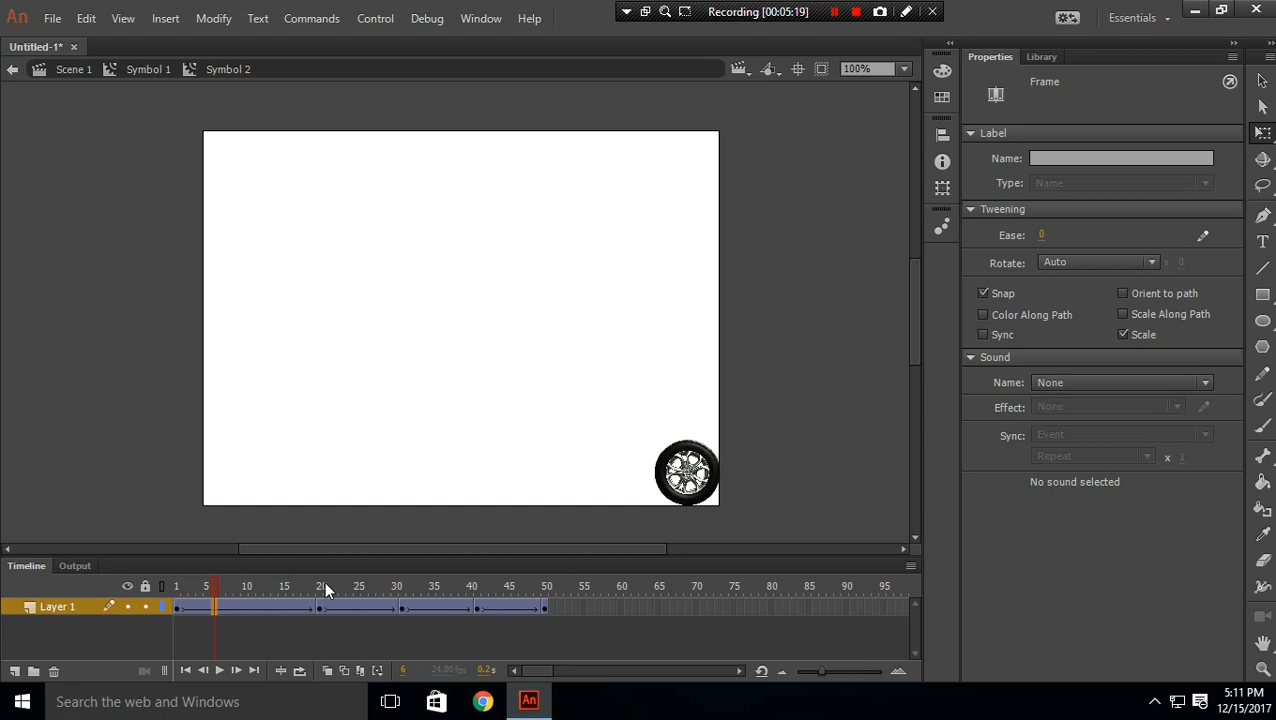 An File Edit View Insert Modify Text Commands Control Debug Window Help
Recording [00:05:19]
Essentials
Untitled-1* ×
Scene 1 Symbol 1 Symbol 2 100%
Properties Library
Frame
Label
Name:
Type: Name
Tweening
Ease: 0
Rotate: Auto x 0
Snap Orient to path
Color Along Path Scale Along Path
Sync Scale
Sound
Name: None
Effect: None
Sync: Event
Repeat x 1
No sound selected
Timeline Output
1 5 10 15 20 25 30 35 40 45 50 55 60 65 70 75 80 85 90 95
Layer 1
6 24.00 fps 0.2 s
Search the web and Windows
An
5:11 PM
12/15/2017